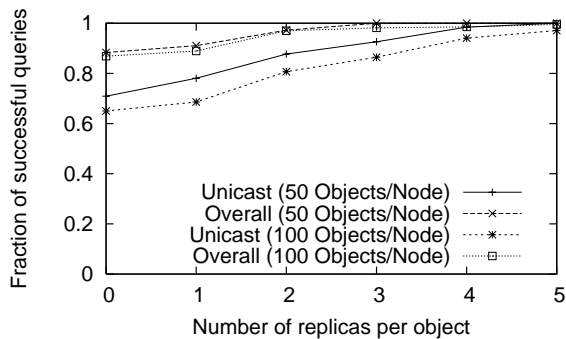 Fraction of successful queries
1
0.8
0.6
0.4
0.2
0
Unicast (50 Objects/Node)
Overall (50 Objects/Node)
Unicast (100 Objects/Node)
Overall (100 Objects/Node)
0 1 2 3 4 5
Number of replicas per object